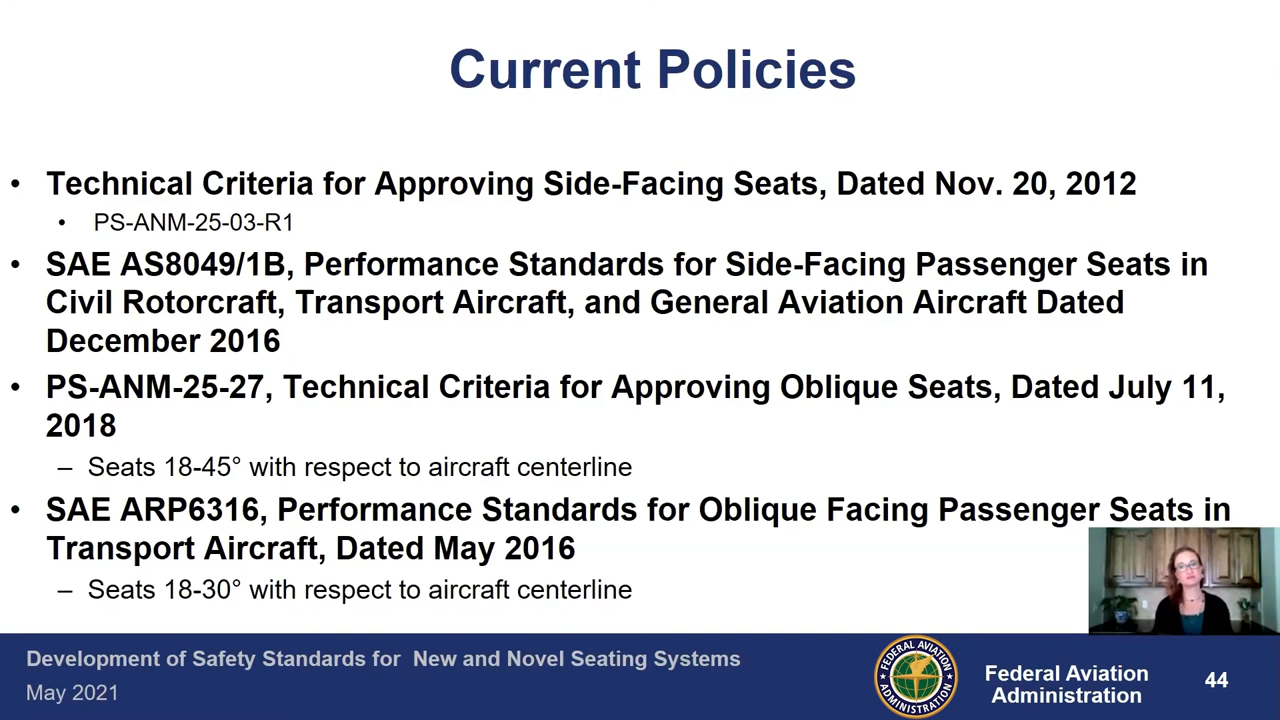 Current Policies
• Technical Criteria for Approving Side-Facing Seats, Dated Nov. 20, 2012
• PS-ANM-25-03-R1
• SAE AS8049/1B, Performance Standards for Side-Facing Passenger Seats in
Civil Rotorcraft, Transport Aircraft, and General Aviation Aircraft Dated
December 2016
• PS-ANM-25-27, Technical Criteria for Approving Oblique Seats, Dated July 11,
2018
– Seats 18-45° with respect to aircraft centerline
• SAE ARP6316, Performance Standards for Oblique Facing Passenger Seats in
Transport Aircraft, Dated May 2016
– Seats 18-30° with respect to aircraft centerline
Development of Safety Standards for New and Novel Seating Systems
May 2021
FEDERAL AVIATION
ADMINISTRATION
Federal Aviation
Administration
44